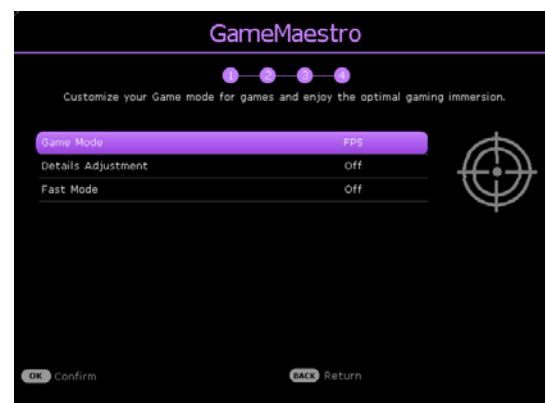 GameMaestro
1 2 3 4
Customize your Game mode for games and enjoy the optimal gaming immersion.
Game Mode FPS
Details Adjustment Off
Fast Mode Off
OK Confirm BACK Return